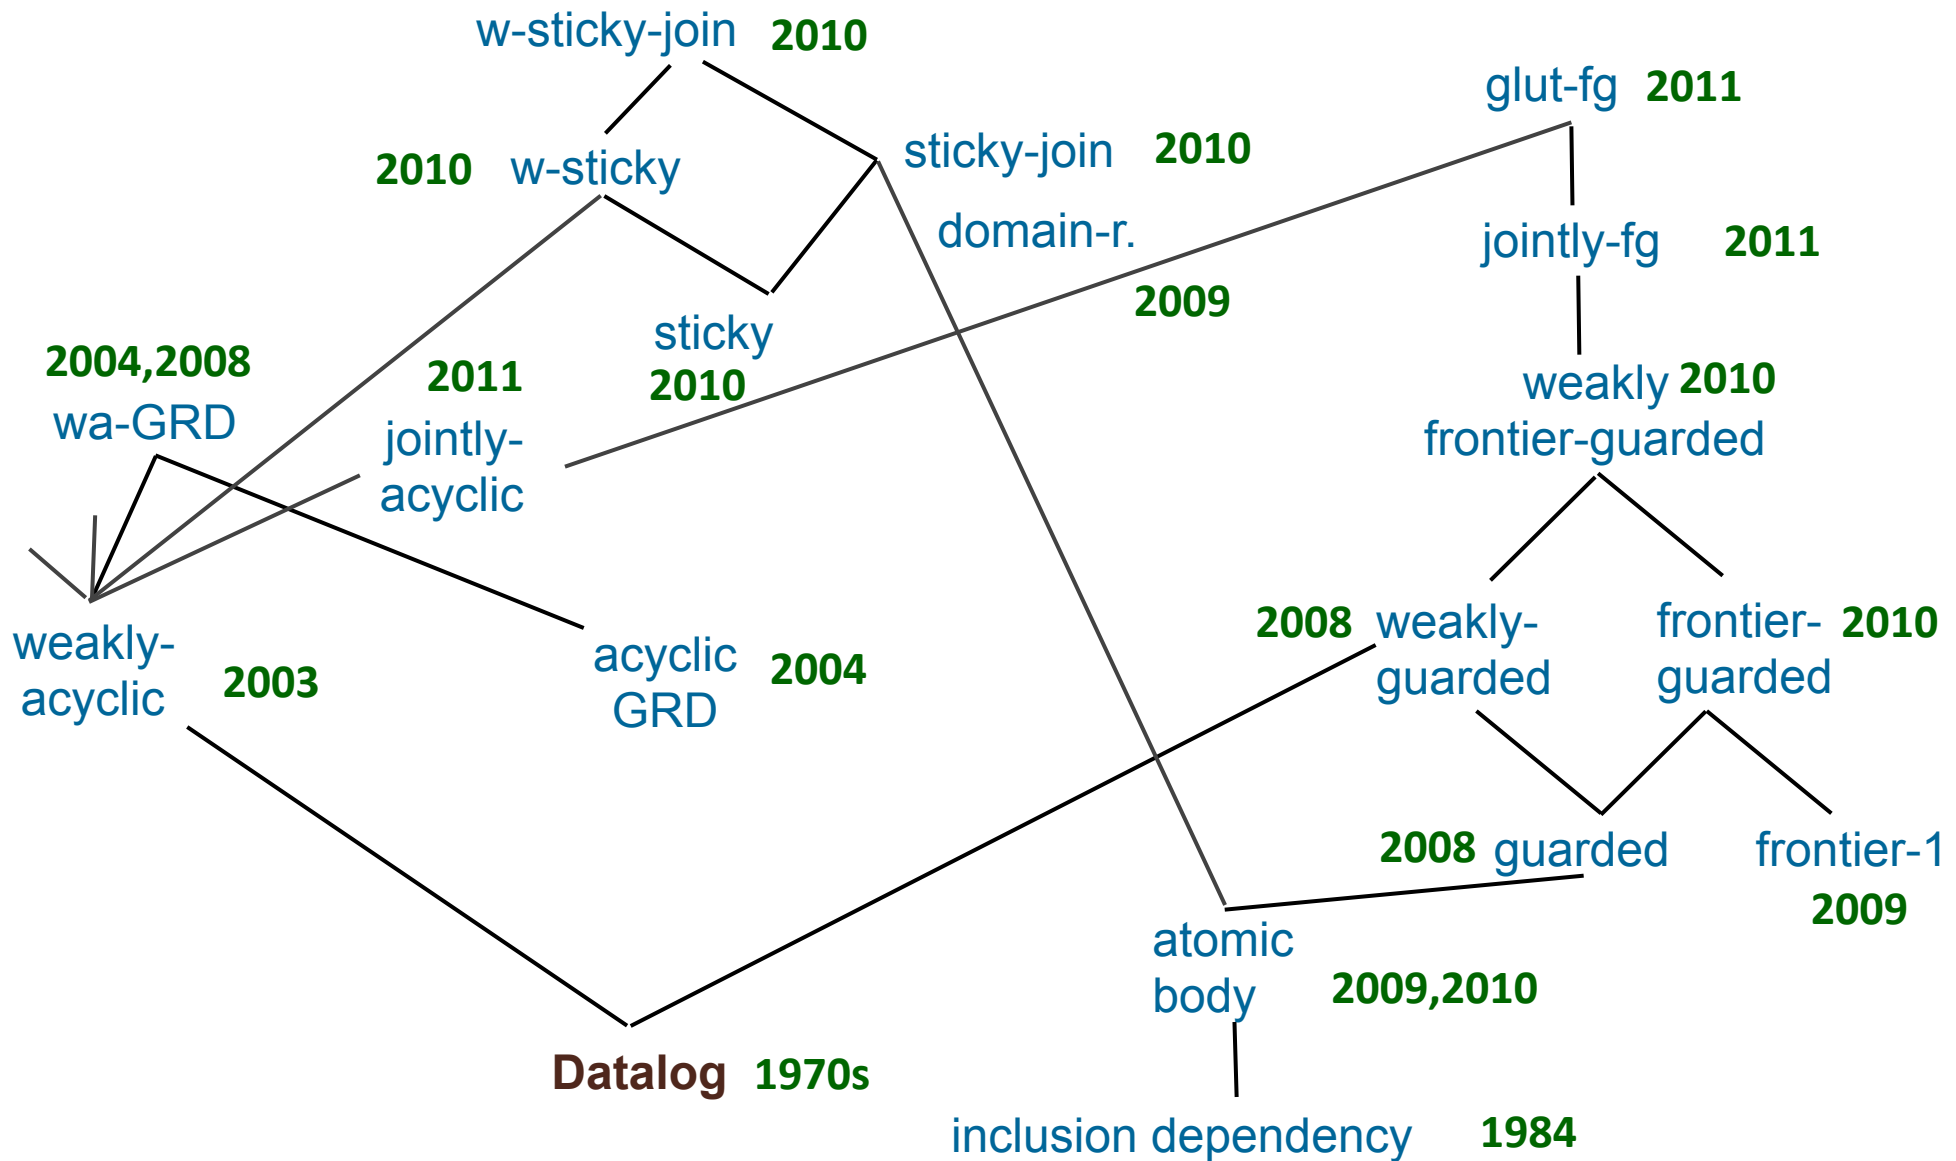 w-sticky-join 2010
glut-fg 2011
2010 w-sticky
sticky-join 2010
domain-r.
2009
jointly-fg 2011
sticky
2010
2004,2008
wa-GRD
2011
jointly-
acyclic
weakly 2010
frontier-guarded
weakly-
acyclic
2003
acyclic
GRD
2004
2008 weakly-
guarded
frontier- 2010
guarded
2008 guarded
frontier-1
2009
atomic
body
2009,2010
Datalog 1970s
inclusion dependency 1984